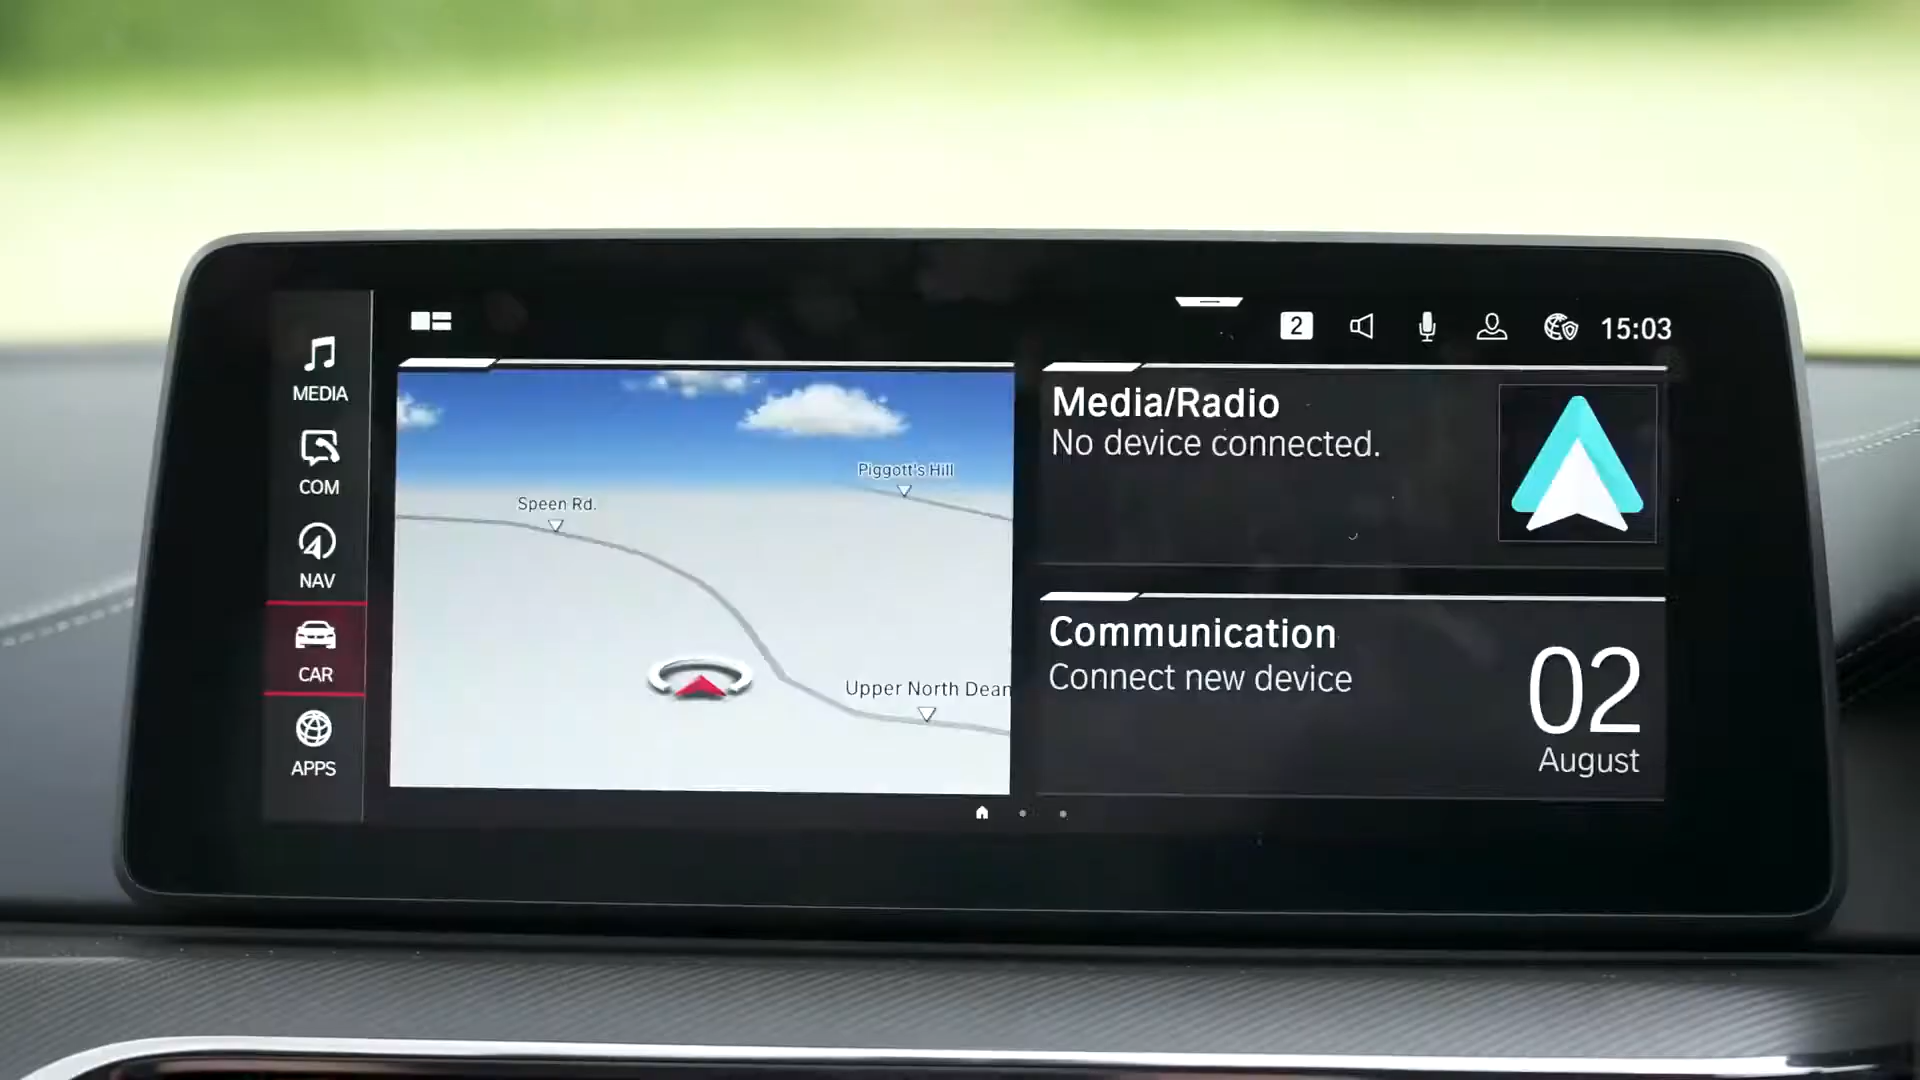 2
15:03
MEDIA
COM
NAV
CAR
APPS
Piggott's Hill
Speen Rd.
Upper North Dean
Media/Radio
No device connected.
Communication
Connect new device
02
August